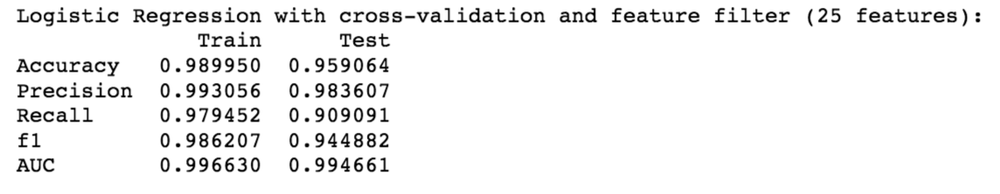 Logistic Regression with cross-validation and feature filter (25 features):
Train Test
Accuracy 0.989950 0.959064
Precision 0.993056 0.983607
Recall 0.979452 0.909091
f1 0.986207 0.944882
AUC 0.996630 0.994661